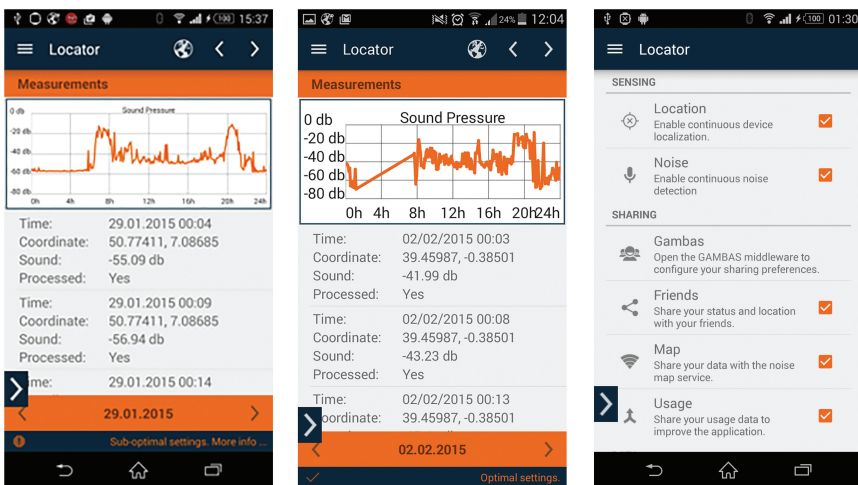 15:37
Locator
Measurements
Sound Pressure
0 db
-20 db
-40 db
-60 db
-80 db
0h 4h 8h 12h 16h 20h 24h
Time: 29.01.2015 00:04
Coordinate: 50.77411, 7.08685
Sound: -55.09 db
Processed: Yes
Time: 29.01.2015 00:09
Coordinate: 50.77411, 7.08685
Sound: -56.94 db
Processed: Yes
ime: 29.01.2015 00:14
29.01.2015
Sub-optimal settings. More info ...
24% 12:04
Locator
Measurements
Sound Pressure
0 db
-20 db
-40 db
-60 db
-80 db
0h 4h 8h 12h 16h 20h 24h
Time: 02/02/2015 00:03
Coordinate: 39.45987, -0.38501
Sound: -41.99 db
Processed: Yes
Time: 02/02/2015 00:08
Coordinate: 39.45987, -0.38501
Sound: -43.23 db
Processed: Yes
Time: 02/02/2015 00:13
oordinate: 39.45987, -0.38501
02.02.2015
Optimal settings.
100 01:30
Locator
SENSING
Location
Enable continuous device
localization.
Noise
Enable continuous noise
detection
SHARING
Gambas
Open the GAMBAS middleware to
configure your sharing preferences.
Friends
Share your status and location
with your friends.
Map
Share your data with the noise
map service.
Usage
Share your usage data to
improve the application.